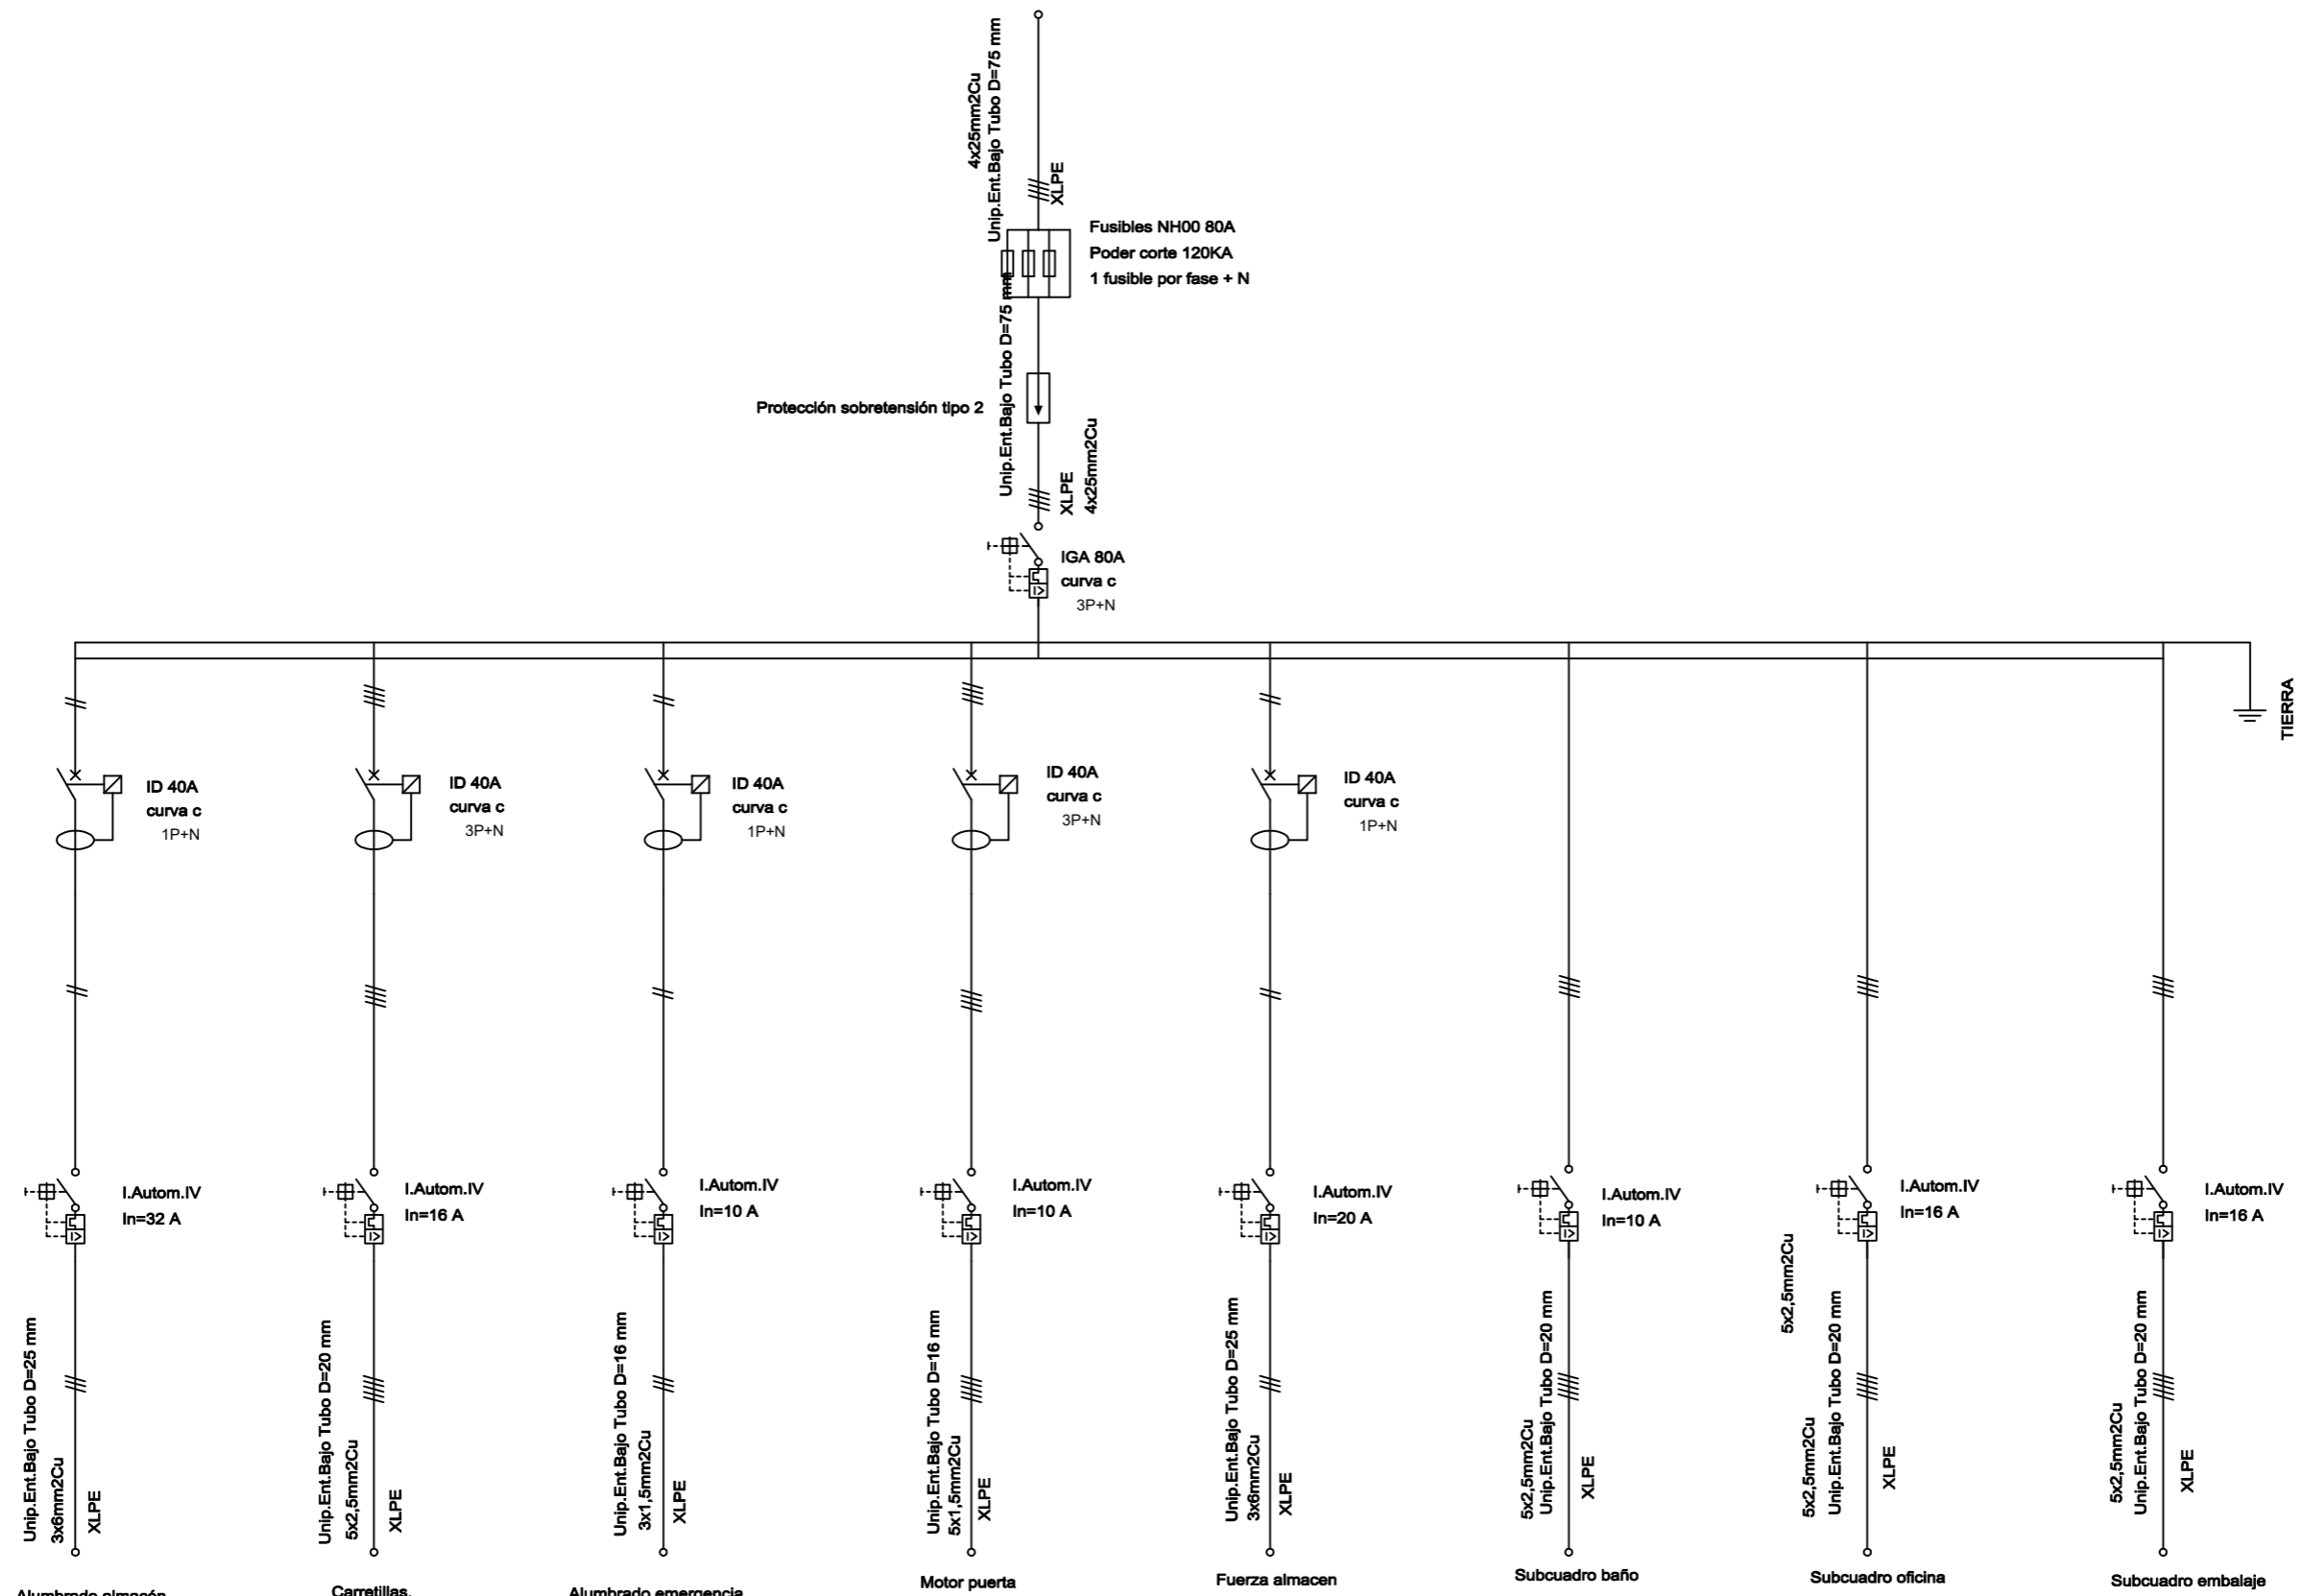 4x25mm2Cu
Unip.Ent.Bajo Tubo D=75 mm
XLPE
Fusibles NH00 80A
Poder corte 120KA
1 fusible por fase + N
Unip.Ent.Bajo Tubo D=75 mm
Protección sobretensión tipo 2
XLPE
4x25mm2Cu
IGA 80A
curva c
3P+N
TIERRA
ID 40A
curva c
1P+N
ID 40A
curva c
3P+N
ID 40A
curva c
1P+N
ID 40A
curva c
3P+N
ID 40A
curva c
1P+N
I.Autom.IV
In=32 A
I.Autom.IV
In=16 A
I.Autom.IV
In=10 A
I.Autom.IV
In=10 A
I.Autom.IV
In=20 A
I.Autom.IV
In=10 A
I.Autom.IV
In=16 A
I.Autom.IV
In=16 A
Unip.Ent.Bajo Tubo D=25 mm
3x6mm2Cu
XLPE
Unip.Ent.Bajo Tubo D=20 mm
5x2,5mm2Cu
XLPE
Unip.Ent.Bajo Tubo D=16 mm
3x1,5mm2Cu
XLPE
Unip.Ent.Bajo Tubo D=16 mm
5x1,5mm2Cu
XLPE
Unip.Ent.Bajo Tubo D=25 mm
3x6mm2Cu
XLPE
5x2,5mm2Cu
Unip.Ent.Bajo Tubo D=20 mm
XLPE
5x2,5mm2Cu
5x2,5mm2Cu
Unip.Ent.Bajo Tubo D=20 mm
XLPE
5x2,5mm2Cu
Unip.Ent.Bajo Tubo D=20 mm
XLPE
Alumbrado almacén
Carretillas.
Alumbrado emergencia
Motor puerta
Fuerza almacen
Subcuadro baño
Subcuadro oficina
Subcuadro embalaje